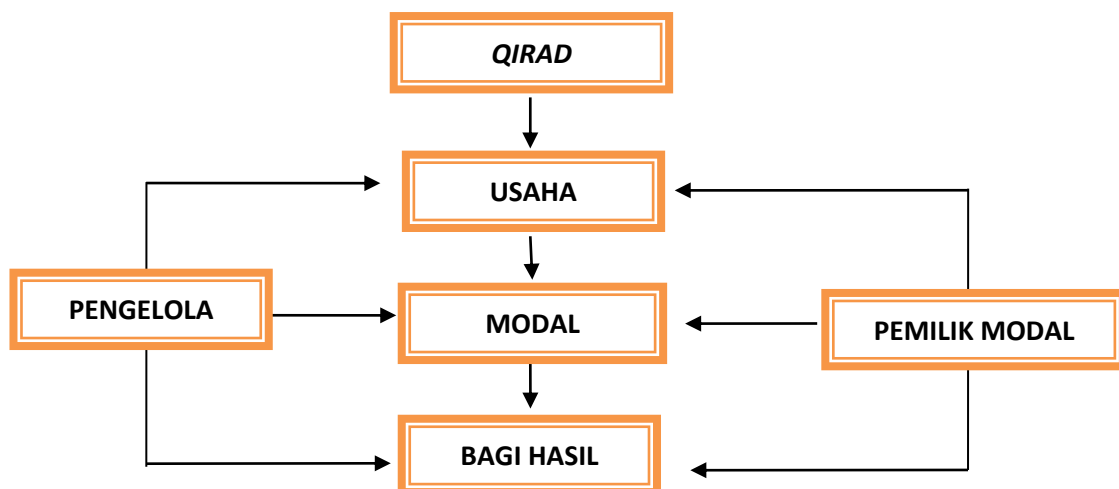 QIRAD
USAHA
PENGELOLA
MODAL
PEMILIK MODAL
BAGI HASIL